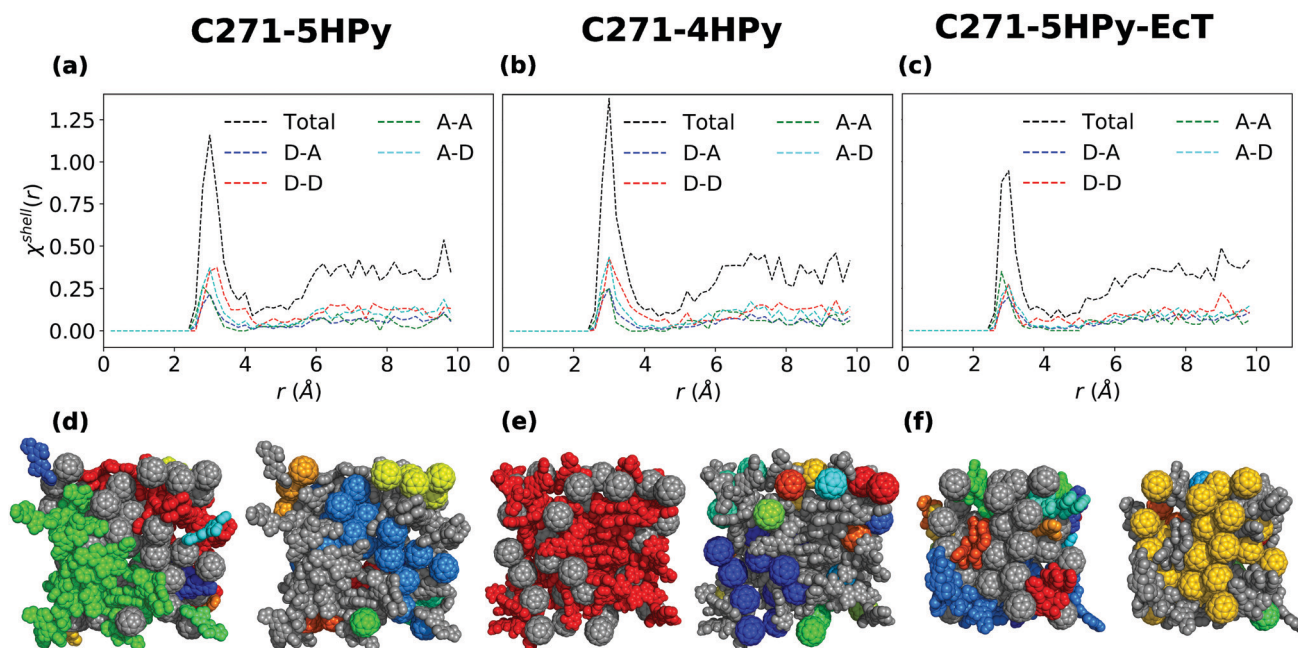 C271-5HPy C271-4HPy C271-5HPy-EcT
(a) (b) (c)
χ^shell(r)
1.25
1.00
0.75
0.50
0.25
0.00
Total A-A
D-A A-D
D-D
0 2 4 6 8 10
r (Å)
Total A-A
D-A A-D
D-D
0 2 4 6 8 10
r (Å)
Total A-A
D-A A-D
D-D
0 2 4 6 8 10
r (Å)
(d) (e) (f)